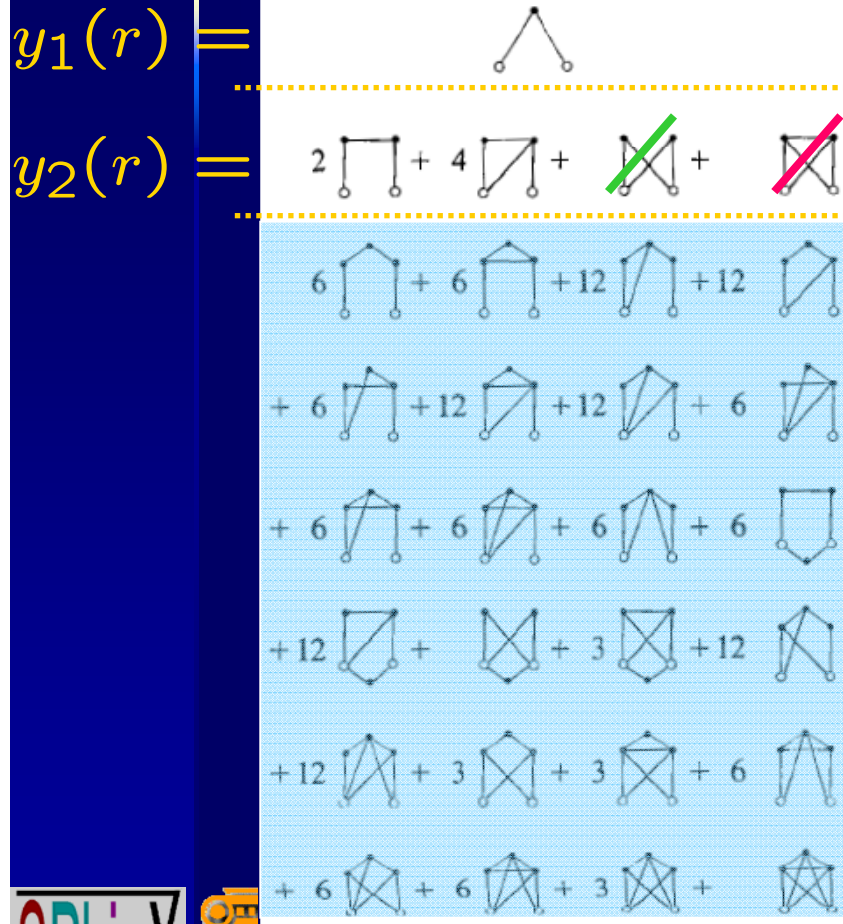 y₁(r) =
y₂(r) = 2 + 4 + +
6 + 6 +12 +12
+ 6 +12 +12 + 6
+ 6 + 6 + 6 + 6
+12 + + 3 +12
+12 + 3 + 3 + 6
+ 6 + 6 + 3 +